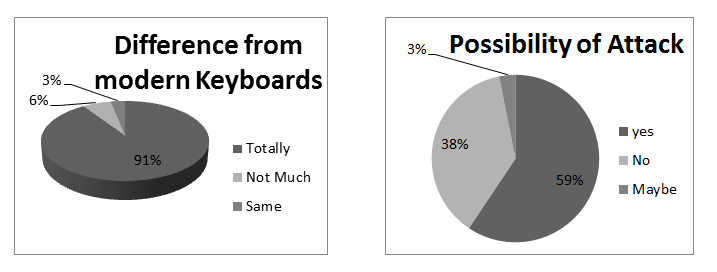 Difference from
modern Keyboards
3%
6%
91%
Totally
Not Much
Same
Possibility of Attack
3%
38%
59%
yes
No
Maybe